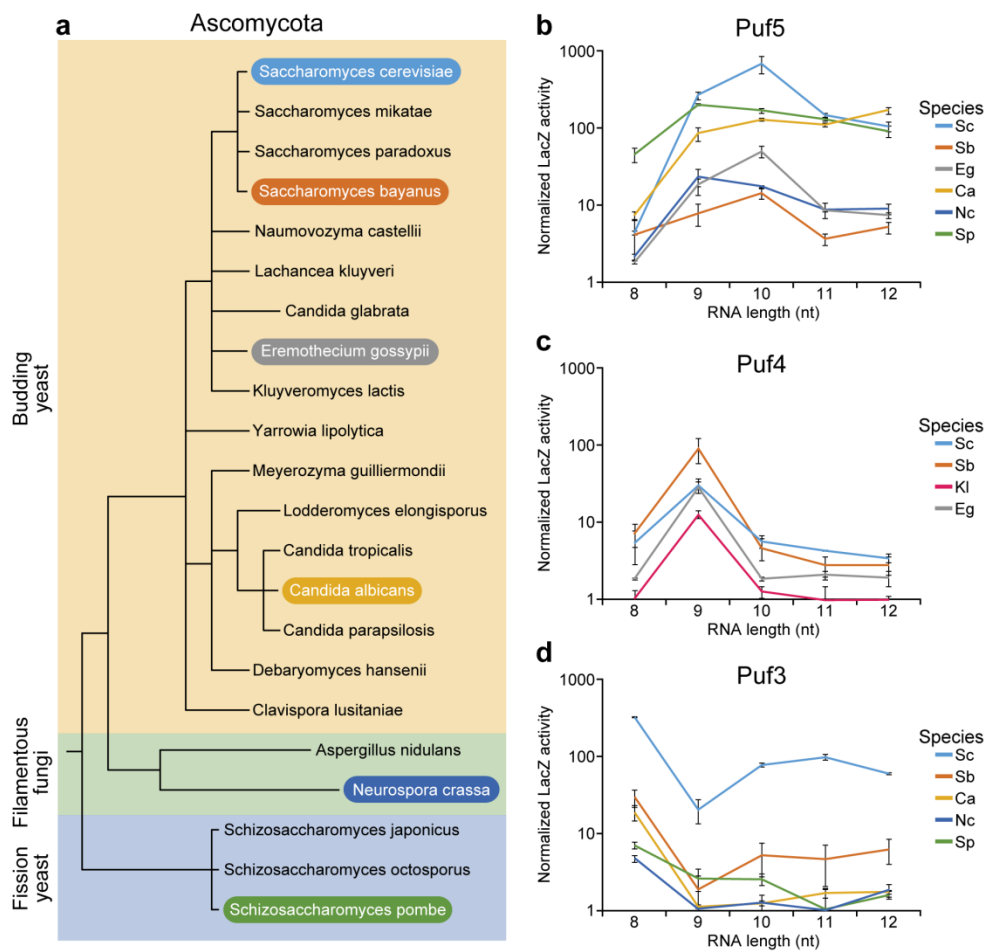 a
Ascomycota
Saccharomyces cerevisiae
Saccharomyces mikatae
Saccharomyces paradoxus
Saccharomyces bayanus
Naumovozyma castellii
Lachancea kluyveri
Candida glabrata
Eremothecium gossypii
Kluyveromyces lactis
Yarrowia lipolytica
Meyerozyma guilliermondii
Lodderomyces elongisporus
Candida tropicalis
Candida albicans
Candida parapsilosis
Debaryomyces hansenii
Clavispora lusitaniae
Aspergillus nidulans
Neurospora crassa
Schizosaccharomyces japonicus
Schizosaccharomyces octosporus
Schizosaccharomyces pombe
Budding
yeast
Filamentous
fungi
Fission
yeast
b
Puf5
Normalized LacZ activity
1000
100
10
1
8 9 10 11 12
RNA length (nt)
Species
Sc
Sb
Eg
Ca
Nc
Sp
c
Puf4
Normalized LacZ activity
1000
100
10
1
8 9 10 11 12
RNA length (nt)
Species
Sc
Sb
Kl
Eg
d
Puf3
Normalized LacZ activity
1000
100
10
1
8 9 10 11 12
RNA length (nt)
Species
Sc
Sb
Ca
Nc
Sp